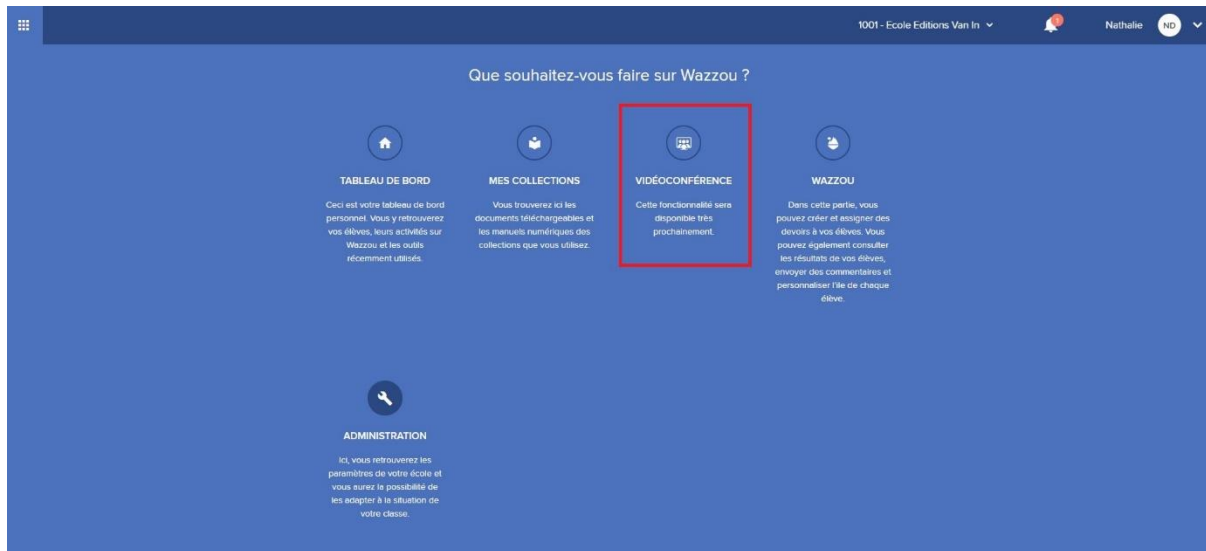 1001 - Ecole Editions Van In
1
Nathalie
ND
Que souhaitez-vous faire sur Wazzou ?
TABLEAU DE BORD
Ceci est votre tableau de bord
personnel. Vous y retrouverez
vos élèves, leurs activités sur
Wazzou et les outils
récemment utilisés.
MES COLLECTIONS
Vous trouverez ici les
documents téléchargeables et
les manuels numériques des
collections que vous utilisez.
VIDÉOCONFÉRENCE
Cette fonctionnalité sera
disponible très
prochainement.
WAZZOU
Dans cette partie, vous
pouvez créer et assigner des
devoirs à vos élèves. Vous
pouvez également consulter
les résultats de vos élèves,
envoyer des commentaires et
personnaliser l'île de chaque
élève.
ADMINISTRATION
Ici, vous retrouverez les
paramètres de votre école et
vous aurez la possibilité de
les adapter à la situation de
votre classe.